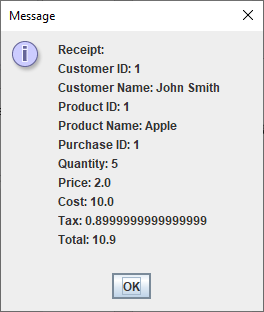 Message
Receipt:
Customer ID: 1
Customer Name: John Smith
Product ID: 1
Product Name: Apple
Purchase ID: 1
Quantity: 5
Price: 2.0
Cost: 10.0
Tax: 0.8999999999999999
Total: 10.9
OK